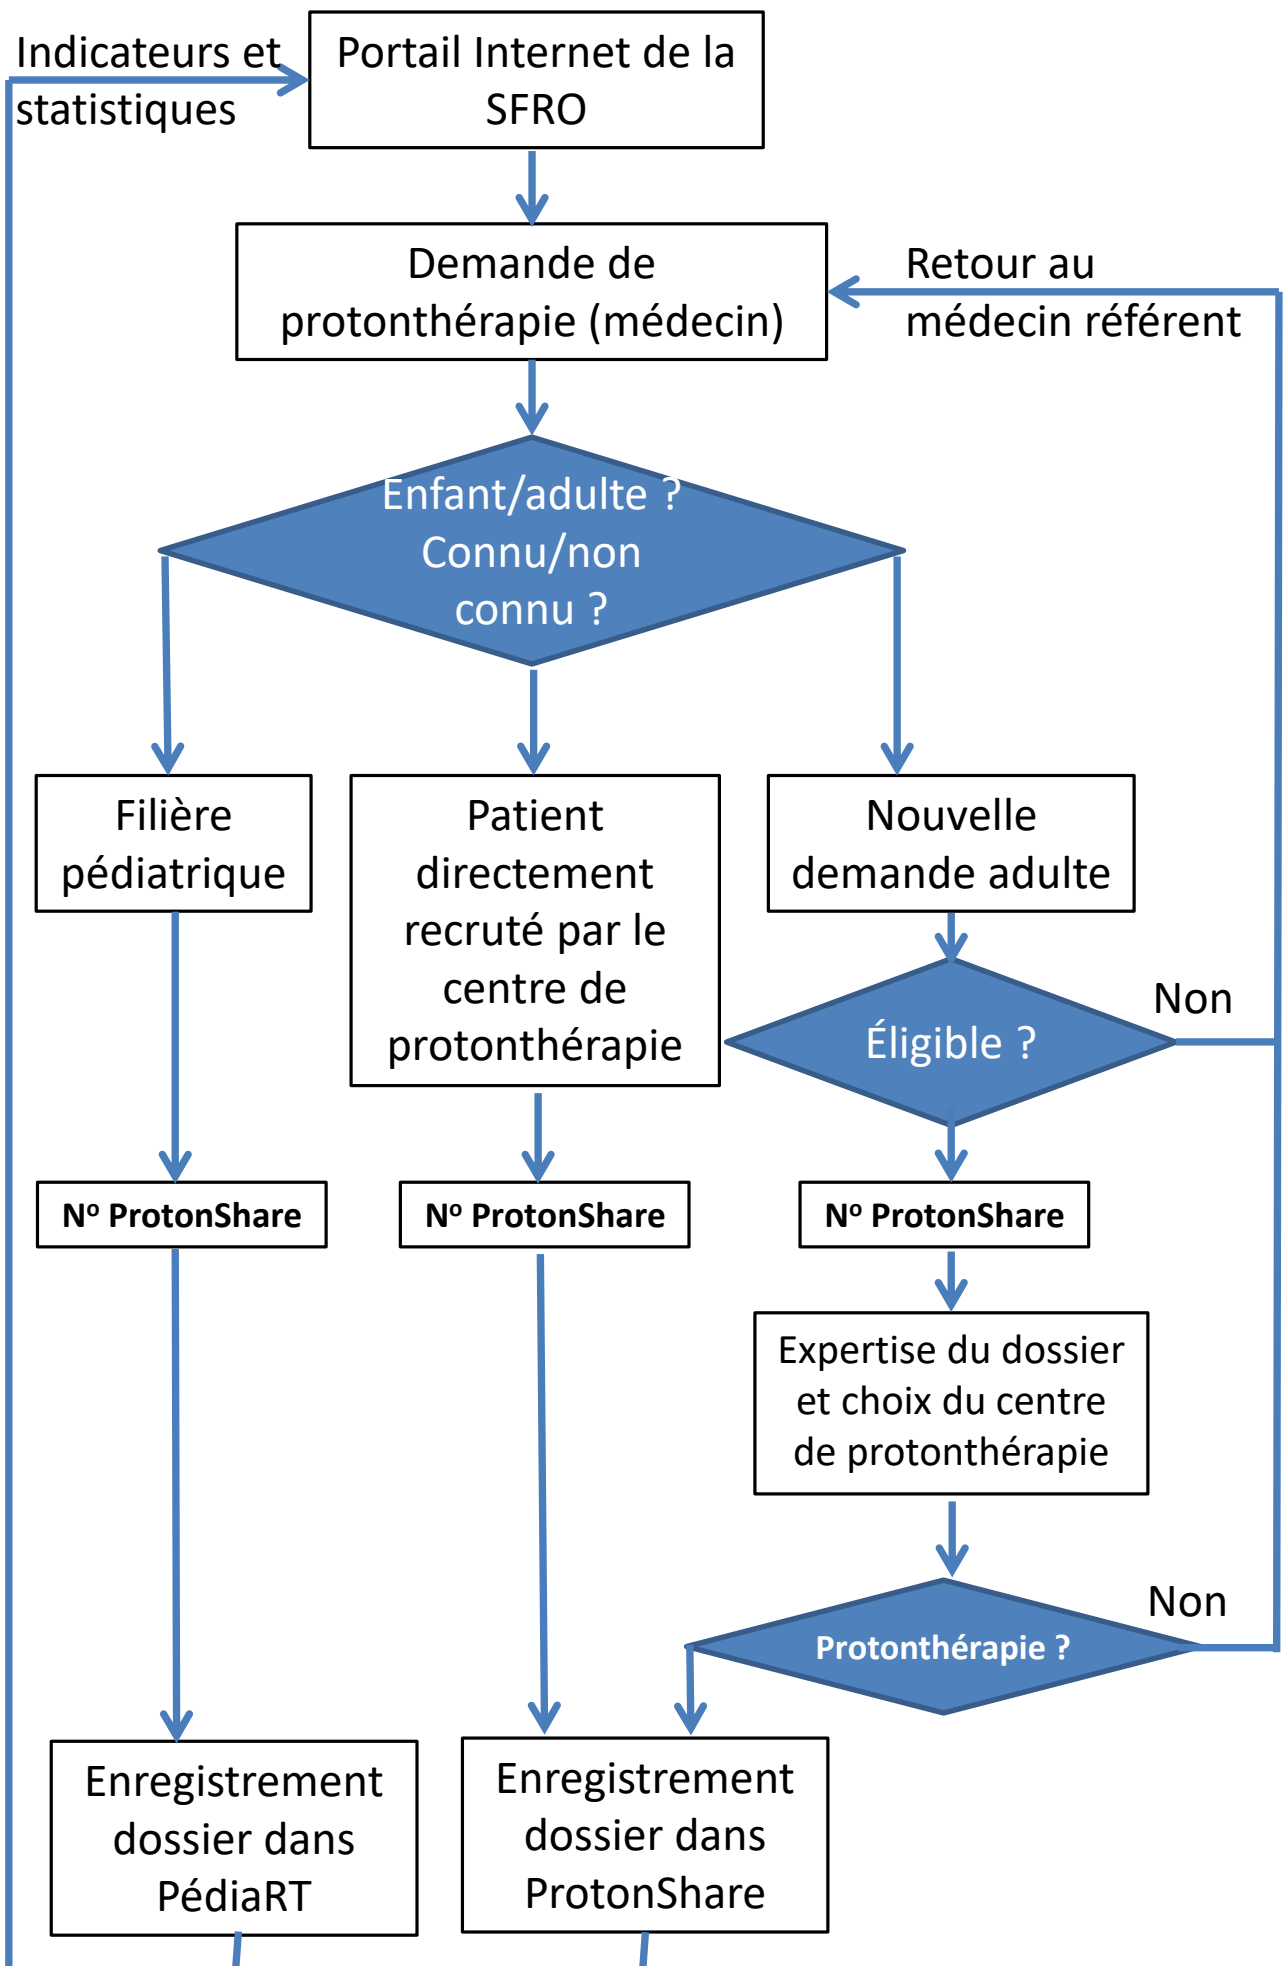 Indicateurs et
statistiques
Portail Internet de la
SFRO
Demande de
protonthérapie (médecin)
Retour au
médecin référent
Enfant/adulte ?
Connu/non
connu ?
Filière
pédiatrique
Patient
directement
recruté par le
centre de
protonthérapie
Nouvelle
demande adulte
Éligible ?
Non
Nº ProtonShare
Nº ProtonShare
Nº ProtonShare
Expertise du dossier
et choix du centre
de protonthérapie
Protonthérapie ?
Non
Enregistrement
dossier dans
PédiaRT
Enregistrement
dossier dans
ProtonShare